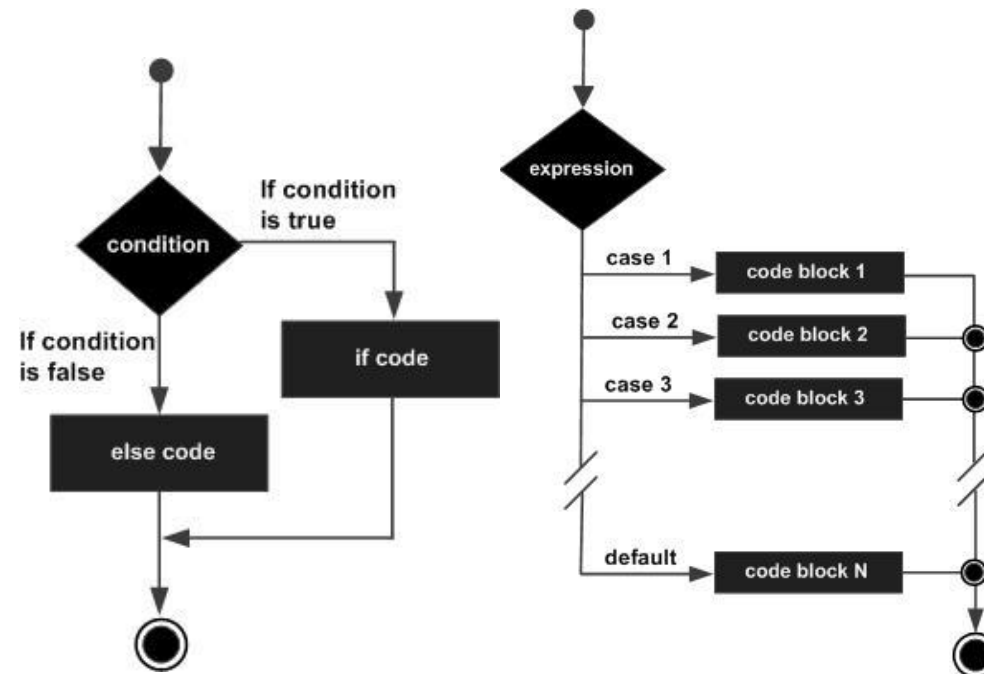 If condition
is true
condition
If condition
is false
if code
else code
expression
case 1
code block 1
case 2
code block 2
case 3
code block 3
default
code block N